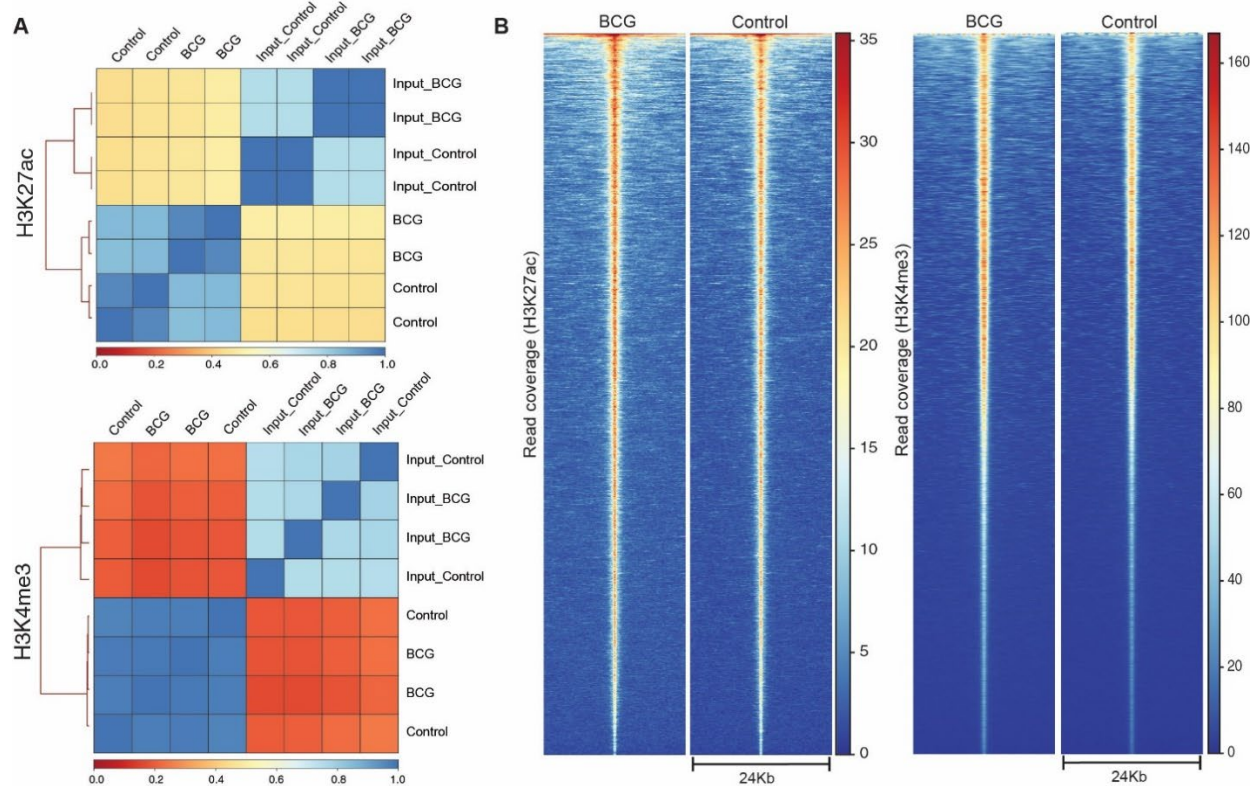 A
Control Control BCG BCG Input_Control Input_Control Input_BCG Input_BCG
H3K27ac
Input_BCG
Input_BCG
Input_Control
Input_Control
BCG
BCG
Control
Control
0.0 0.2 0.4 0.6 0.8 1.0
Control BCG BCG Control Input_Control Input_BCG Input_BCG Input_Control
H3K4me3
Input_Control
Input_BCG
Input_BCG
Input_Control
Control
BCG
BCG
Control
0.0 0.2 0.4 0.6 0.8 1.0
B
BCG Control
Read coverage (H3K27ac)
35
30
25
20
15
10
5
0
24Kb
BCG Control
Read coverage (H3K4me3)
160
140
120
100
80
60
40
20
0
24Kb